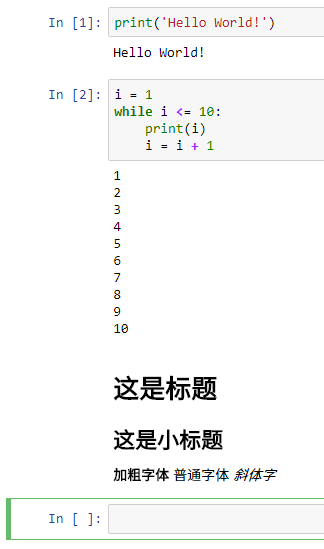 In [1]: print('Hello World!')
Hello World!
In [2]: i = 1
while i <= 10:
    print(i)
    i = i + 1
1
2
3
4
5
6
7
8
9
10
这是标题
这是小标题
加粗字体 普通字体 斜体字
In [ ]: